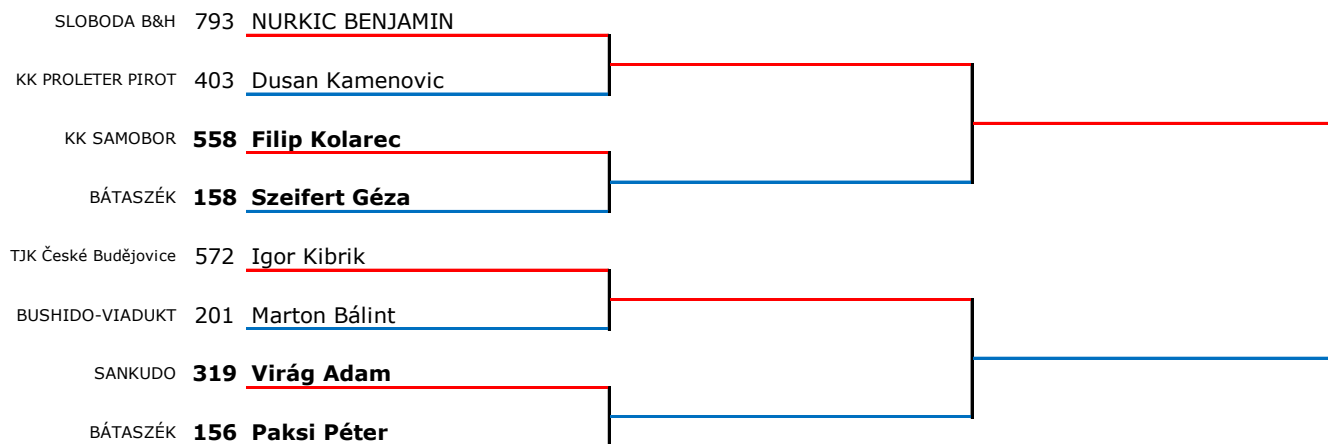 SLOBODA B&H 793 NURKIC BENJAMIN
KK PROLETER PIROT 403 Dusan Kamenovic
KK SAMOBOR 558 Filip Kolarec
BÁTASZÉK 158 Szeifert Géza
TJK České Budějovice 572 Igor Kibrik
BUSHIDO-VIADUKT 201 Marton Bálint
SANKUDO 319 Virág Adam
BÁTASZÉK 156 Paksi Péter